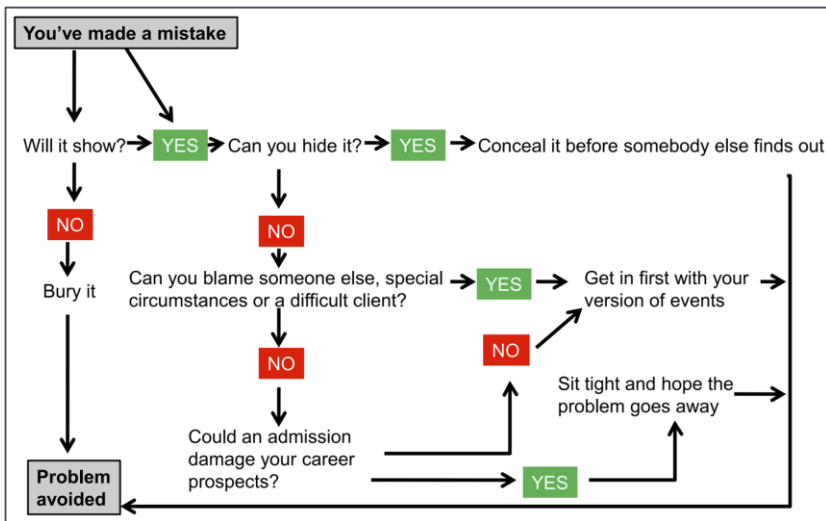 You've made a mistake
Will it show?
YES
Can you hide it?
YES
Conceal it before somebody else finds out
NO
NO
Bury it
Can you blame someone else, special
circumstances or a difficult client?
YES
Get in first with your
version of events
NO
NO
Sit tight and hope the
problem goes away
Could an admission
damage your career
prospects?
YES
Problem
avoided